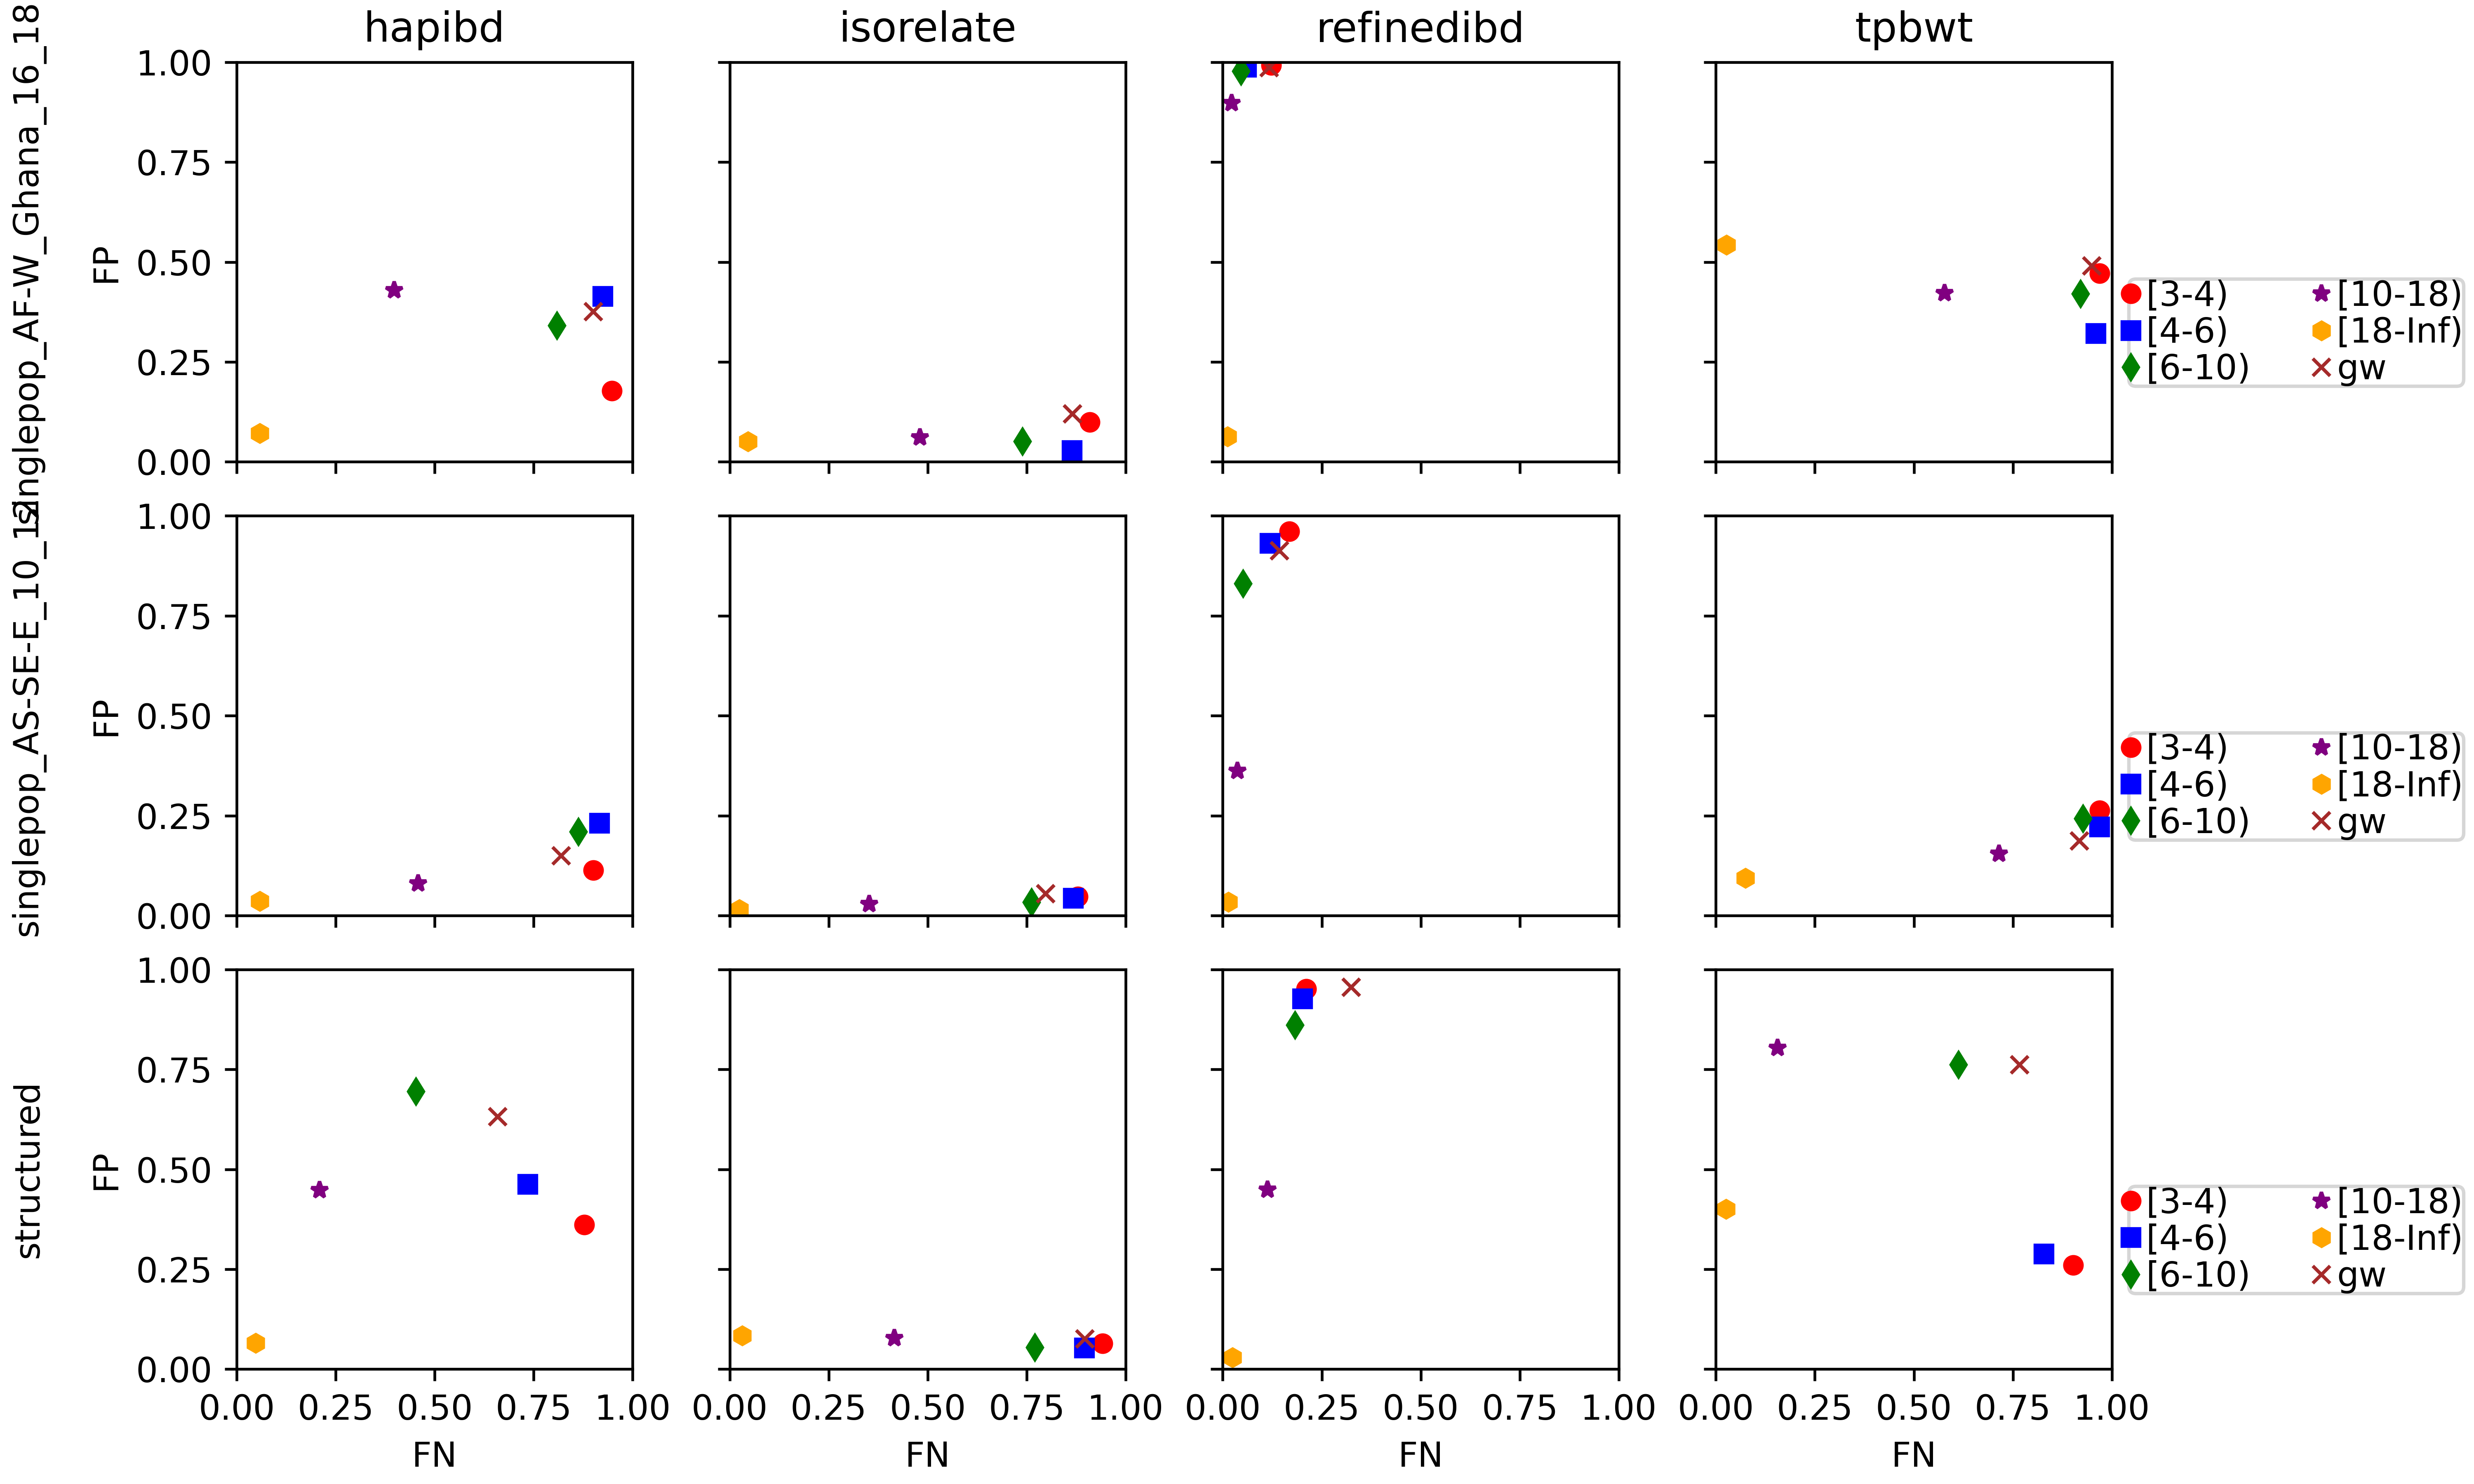 hapibd
isorelate
refinedibd
tpbwt
singlepop_AF-W_Ghana_16_18
FP
1.00
0.75
0.50
0.25
0.00
[3-4)
[4-6)
[6-10)
[10-18)
[18-Inf)
gw
singlepop_AS-SE-E_10_12
FP
1.00
0.75
0.50
0.25
0.00
[3-4)
[4-6)
[6-10)
[10-18)
[18-Inf)
gw
structured
FP
1.00
0.75
0.50
0.25
0.00
[3-4)
[4-6)
[6-10)
[10-18)
[18-Inf)
gw
0.00 0.25 0.50 0.75 1.00
0.00 0.25 0.50 0.75 1.00
0.00 0.25 0.50 0.75 1.00
0.00 0.25 0.50 0.75 1.00
FN
FN
FN
FN